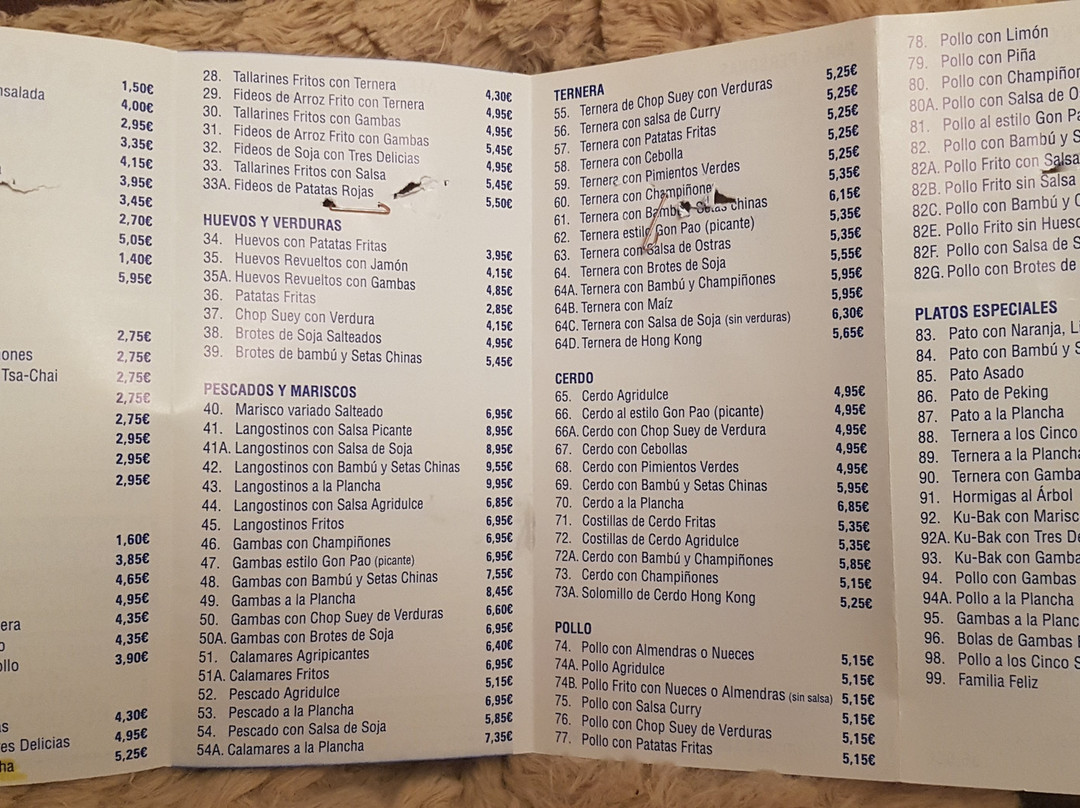 1,50€
nsalada 4,00€
2,95€
3,35€
4,15€
3,95€
3,45€
2,70€
5,05€
1,40€
5,95€
2,75€
ones 2,75€
Tsa-Chai 2,75€
2,75€
2,75€
2,95€
2,95€
2,95€
1,60€
3,85€
4,65€
4,95€
era 4,35€
o 4,35€
ollo 3,90€
4,30€
as 4,95€
res Delicias 5,25€
ha
28. Tallarines Fritos con Ternera 4,30€
29. Fideos de Arroz Frito con Ternera 4,95€
30. Tallarines Fritos con Gambas 4,95€
31. Fideos de Arroz Frito con Gambas 5,45€
32. Fideos de Soja con Tres Delicias 4,95€
33. Tallarines Fritos con Salsa 5,45€
33A. Fideos de Patatas Rojas 5,50€
HUEVOS Y VERDURAS
34. Huevos con Patatas Fritas 3,95€
35. Huevos Revueltos con Jamón 4,15€
35A. Huevos Revueltos con Gambas 4,85€
36. Patatas Fritas 2,85€
37. Chop Suey con Verdura 4,15€
38. Brotes de Soja Salteados 4,95€
39. Brotes de bambú y Setas Chinas 5,45€
PESCADOS Y MARISCOS
40. Marisco variado Salteado 6,95€
41. Langostinos con Salsa Picante 8,95€
41A. Langostinos con Salsa de Soja 8,95€
42. Langostinos con Bambú y Setas Chinas 9,55€
43. Langostinos a la Plancha 9,95€
44. Langostinos con Salsa Agridulce 6,85€
45. Langostinos Fritos 6,95€
46. Gambas con Champiñones 6,95€
47. Gambas estilo Gon Pao (picante) 6,95€
48. Gambas con Bambú y Setas Chinas 7,55€
49. Gambas a la Plancha 8,45€
50. Gambas con Chop Suey de Verduras 6,60€
50A. Gambas con Brotes de Soja 6,95€
51. Calamares Agripicantes 6,40€
51A. Calamares Fritos 6,95€
52. Pescado Agridulce 5,15€
53. Pescado a la Plancha 6,95€
54. Pescado con Salsa de Soja 5,85€
54A. Calamares a la Plancha 7,35€
TERNERA
55. Ternera de Chop Suey con Verduras 5,25€
56. Ternera con salsa de Curry 5,25€
57. Ternera con Patatas Fritas 5,25€
58. Ternera con Cebolla 5,25€
59. Ternera con Pimientos Verdes 5,25€
60. Ternera con Champiñone 5,35€
61. Ternera con Bambú y Setas chinas 6,15€
62. Ternera estilo Gon Pao (picante) 5,35€
63. Ternera con Salsa de Ostras 5,35€
64. Ternera con Brotes de Soja 5,55€
64A. Ternera con Bambú y Champiñones 5,95€
64B. Ternera con Maíz 5,95€
64C. Ternera con Salsa de Soja (sin verduras) 6,30€
64D. Ternera de Hong Kong 5,65€
CERDO
65. Cerdo Agridulce 4,95€
66. Cerdo al estilo Gon Pao (picante) 4,95€
66A. Cerdo con Chop Suey de Verdura 4,95€
67. Cerdo con Cebollas 4,95€
68. Cerdo con Pimientos Verdes 4,95€
69. Cerdo con Bambú y Setas Chinas 5,95€
70. Cerdo a la Plancha 6,85€
71. Costillas de Cerdo Fritas 5,35€
72. Costillas de Cerdo Agridulce 5,35€
72A. Cerdo con Bambú y Champiñones 5,85€
73. Cerdo con Champiñones 5,15€
73A. Solomillo de Cerdo Hong Kong 5,25€
POLLO
74. Pollo con Almendras o Nueces 5,15€
74A. Pollo Agridulce 5,15€
74B. Pollo Frito con Nueces o Almendras (sin salsa) 5,15€
75. Pollo con Salsa Curry 5,15€
76. Pollo con Chop Suey de Verduras 5,15€
77. Pollo con Patatas Fritas 5,15€
78. Pollo con Limón
79. Pollo con Piña
80. Pollo con Champiñon
80A. Pollo con Salsa de O
81. Pollo al estilo Gon Pa
82. Pollo con Bambú y S
82A. Pollo Frito con Salsa
82B. Pollo Frito sin Salsa
82C. Pollo con Bambú y C
82E. Pollo Frito sin Hueso
82F. Pollo con Salsa de S
82G. Pollo con Brotes de
PLATOS ESPECIALES
83. Pato con Naranja, Li
84. Pato con Bambú y S
85. Pato Asado
86. Pato de Peking
87. Pato a la Plancha
88. Ternera a los Cinco
89. Ternera a la Plancha
90. Ternera con Gamba
91. Hormigas al Árbol
92. Ku-Bak con Marisc
92A. Ku-Bak con Tres De
93. Ku-Bak con Gamba
94. Pollo con Gambas
94A. Pollo a la Plancha
95. Gambas a la Planc
96. Bolas de Gambas
98. Pollo a los Cinco S
99. Familia Feliz